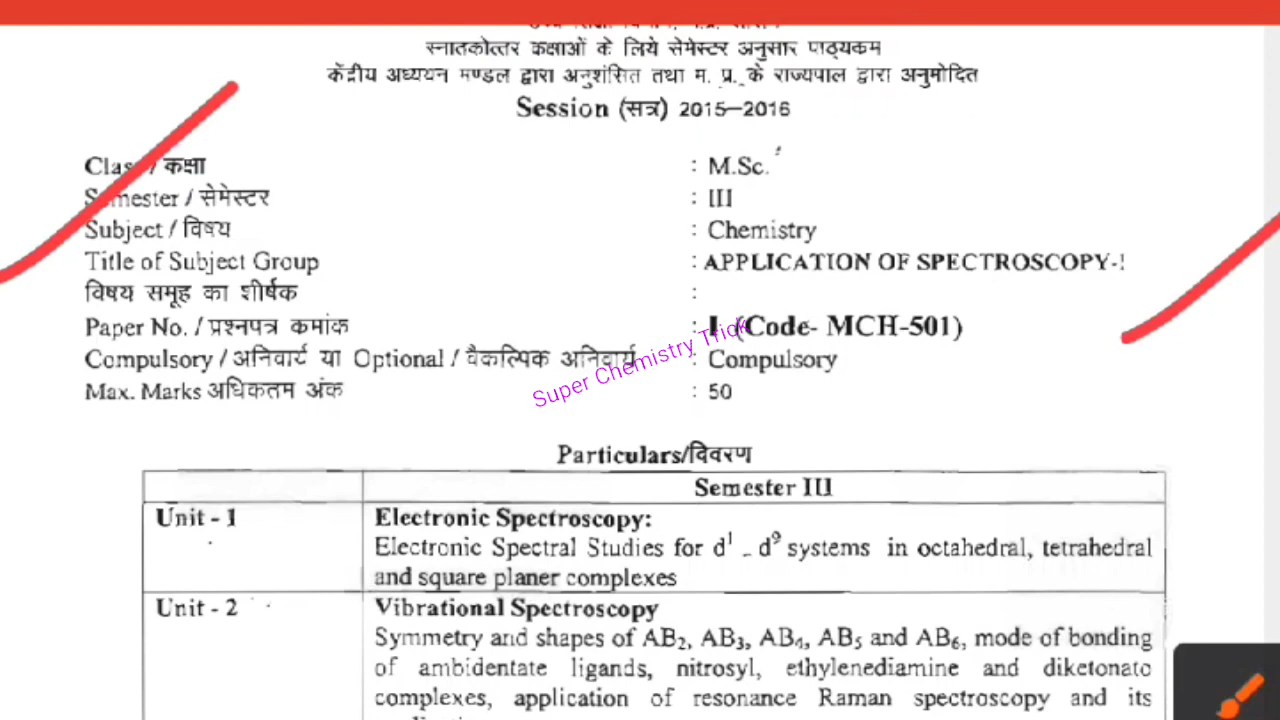 स्नातकोत्तर कक्षाओं के लिये सेमेस्टर अनुसार पाठ्यकम
केंद्रीय अध्ययन मण्डल द्वारा अनुशंसित तथा म. प्र. के राज्यपाल द्वारा अनुमोदित
Session (सत्र) 2015–2016
Class / कक्षा : M.Sc.
Semester / सेमेस्टर : III
Subject / विषय : Chemistry
Title of Subject Group : APPLICATION OF SPECTROSCOPY-I
विषय समूह का शीर्षक :
Paper No. / प्रश्नपत्र कमांक : I (Code- MCH-501)
Compulsory / अनिवार्य या Optional / वैकल्पिक अनिवार्य : Compulsory
Max. Marks अधिकतम अंक : 50
Super Chemistry Trick
Particulars/विवरण
Semester III
Unit - 1 Electronic Spectroscopy:
Electronic Spectral Studies for d¹ - d⁹ systems in octahedral, tetrahedral
and square planer complexes
Unit - 2 Vibrational Spectroscopy
Symmetry and shapes of AB₂, AB₃, AB₄, AB₅ and AB₆, mode of bonding
of ambidentate ligands, nitrosyl, ethylenediamine and diketonato
complexes, application of resonance Raman spectroscopy and its